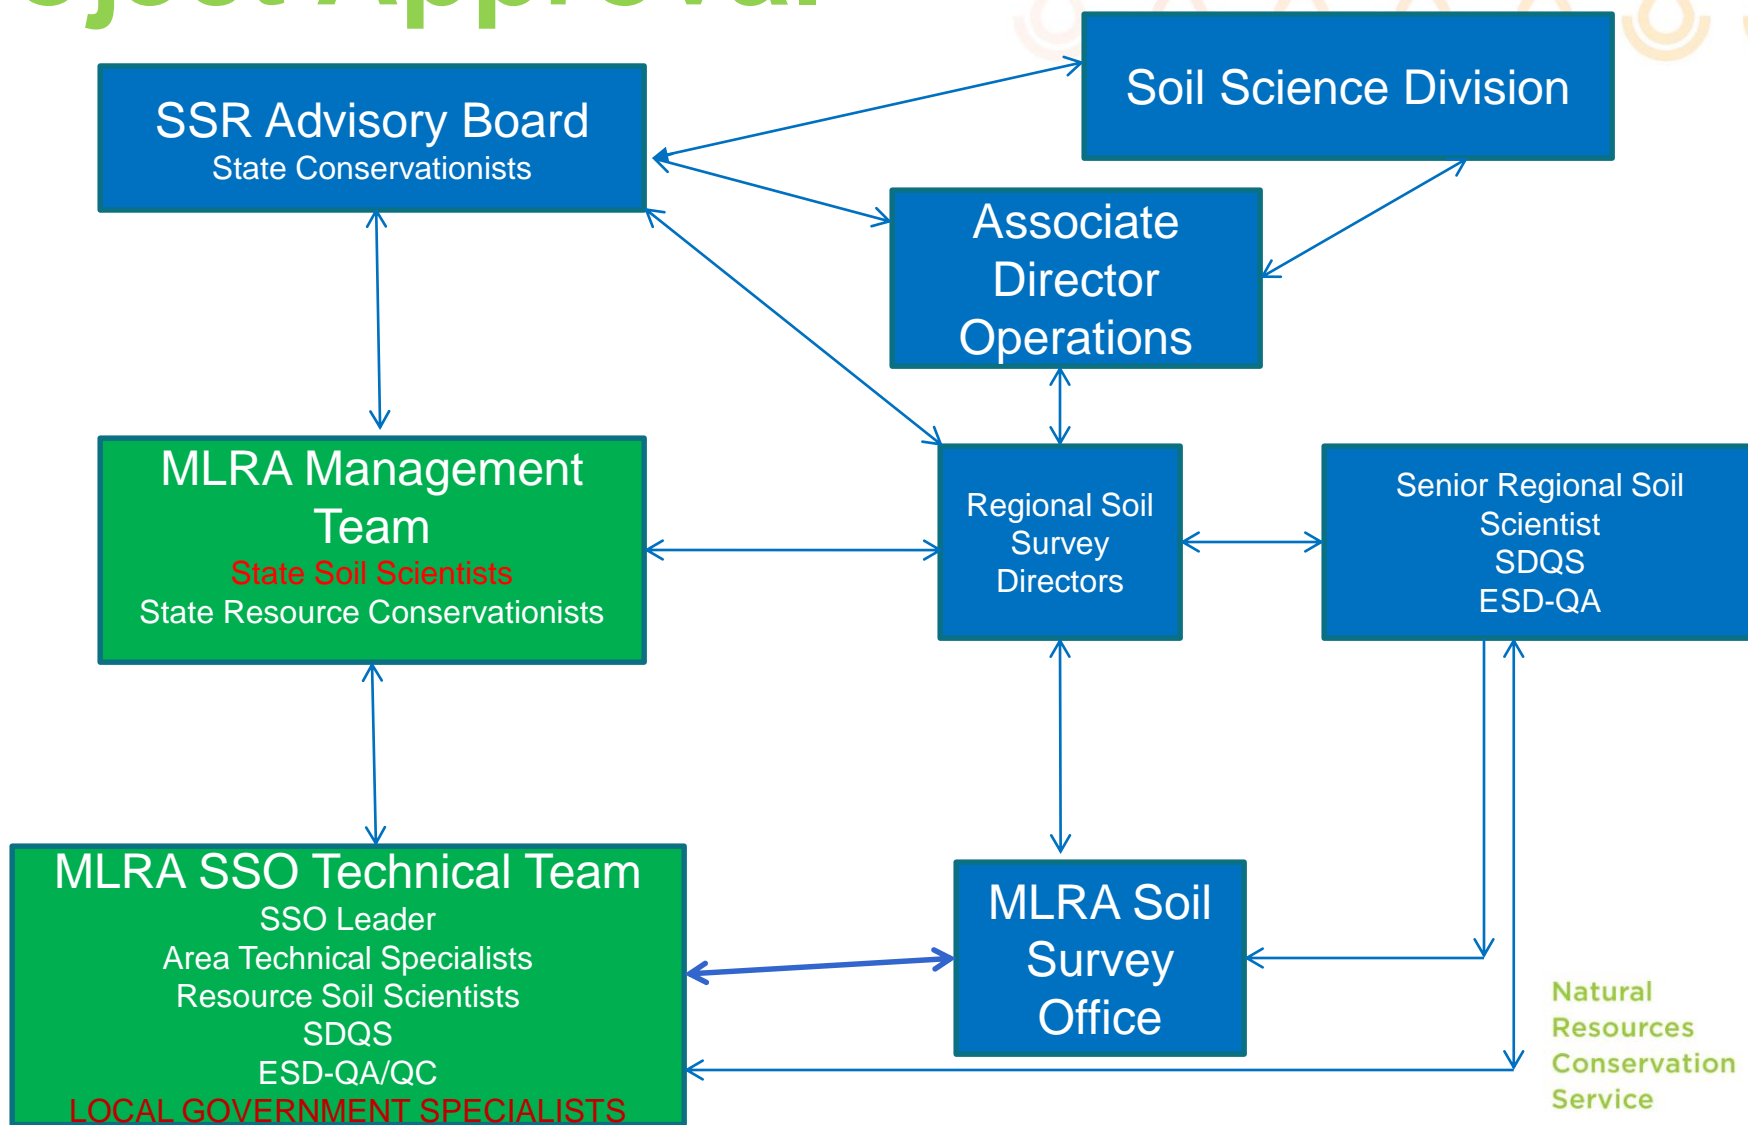 Approval
SSR Advisory Board
State Conservationists
Soil Science Division
Associate
Director
Operations
MLRA Management
Team
State Soil Scientists
State Resource Conservationists
Regional Soil
Survey
Directors
Senior Regional Soil
Scientist
SDQS
ESD-QA
MLRA SSO Technical Team
SSO Leader
Area Technical Specialists
Resource Soil Scientists
SDQS
ESD-QA/QC
LOCAL GOVERNMENT SPECIALISTS
MLRA Soil
Survey
Office
Natural
Resources
Conservation
Service